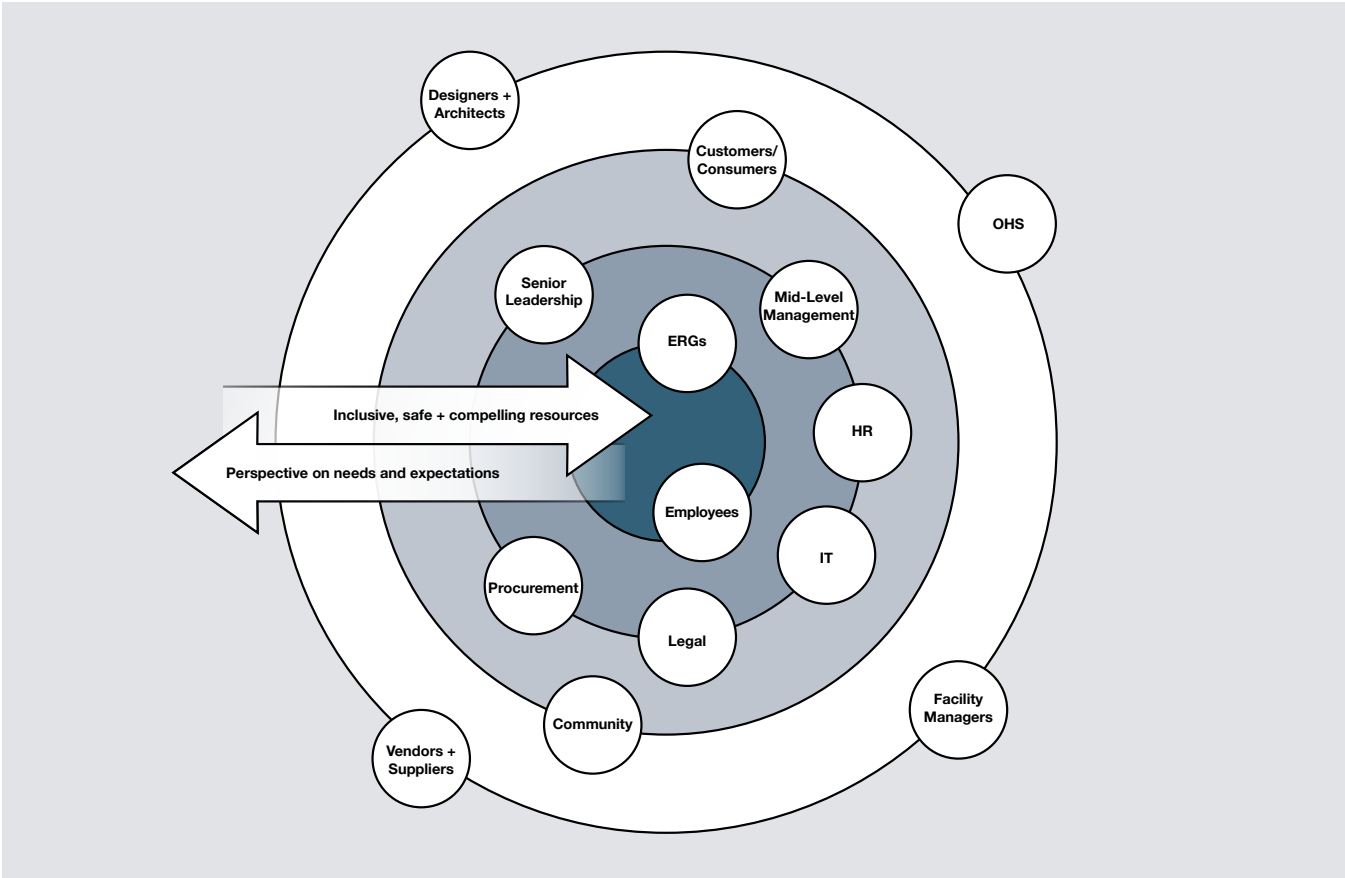 Designers +
Architects
Customers/
Consumers
OHS
Senior
Leadership
Mid-Level
Management
ERGs
Inclusive, safe + compelling resources
HR
Perspective on needs and expectations
Employees
IT
Procurement
Legal
Community
Facility
Managers
Vendors +
Suppliers